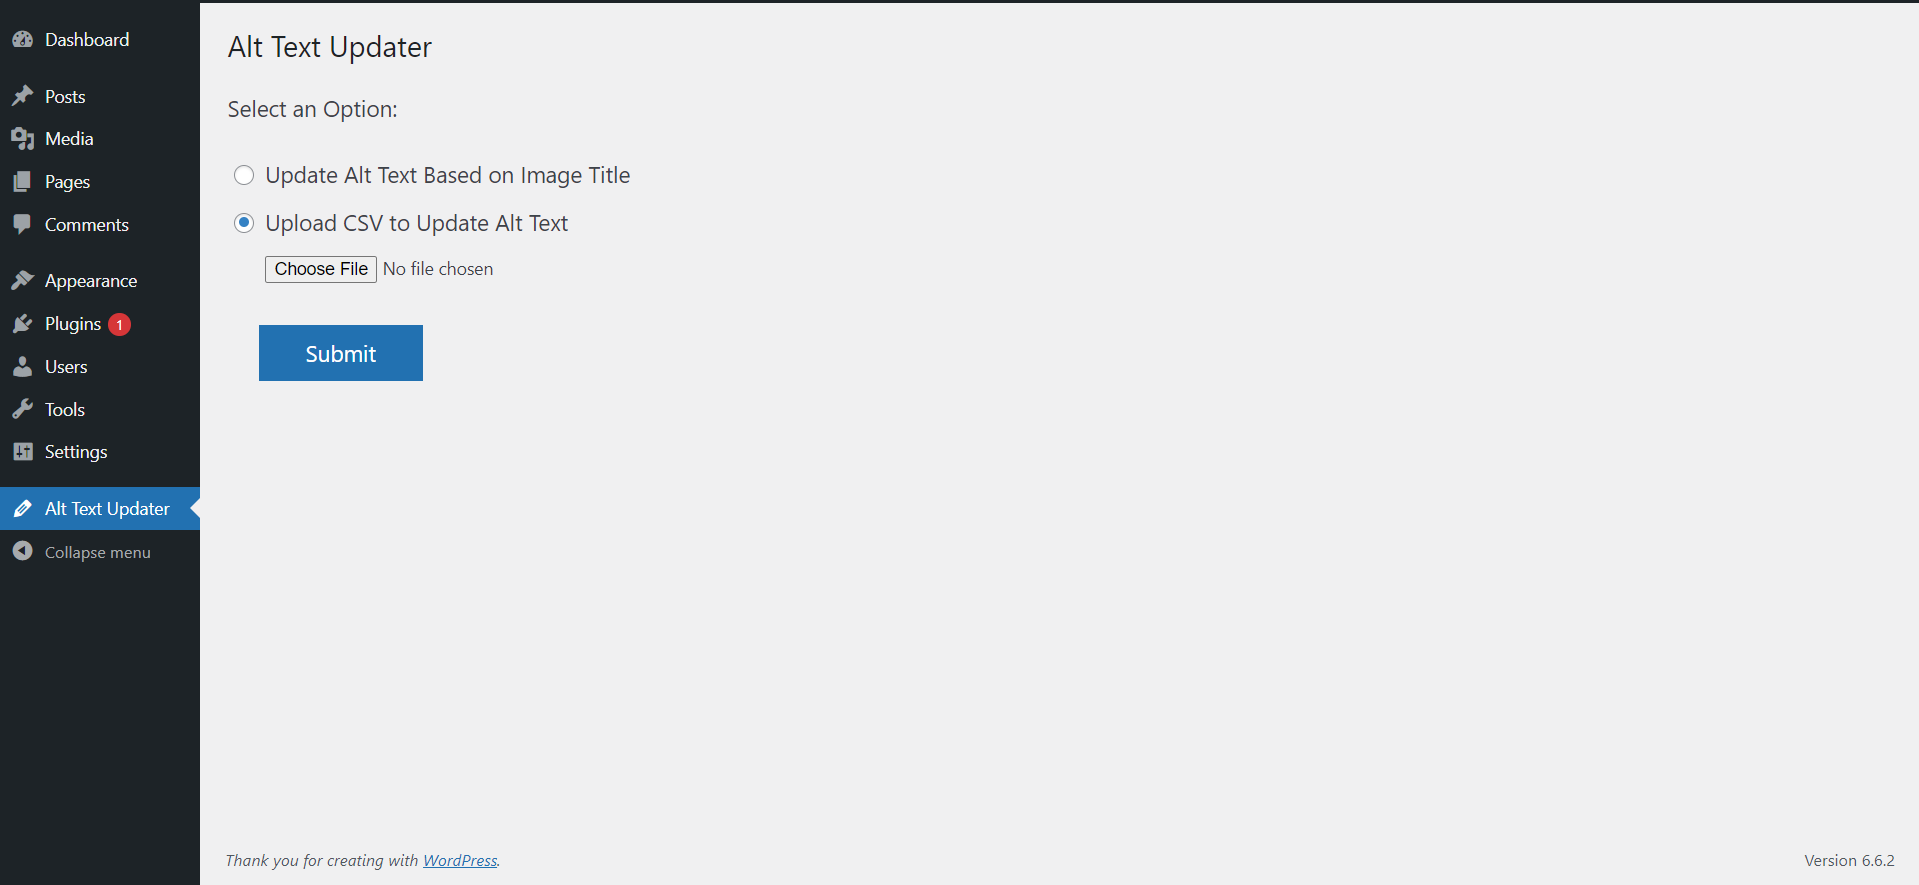 Dashboard
Posts
Media
Pages
Comments
Appearance
Plugins 1
Users
Tools
Settings
Alt Text Updater
Collapse menu
Alt Text Updater
Select an Option:
Update Alt Text Based on Image Title
Upload CSV to Update Alt Text
Choose File No file chosen
Submit
Thank you for creating with WordPress.
Version 6.6.2